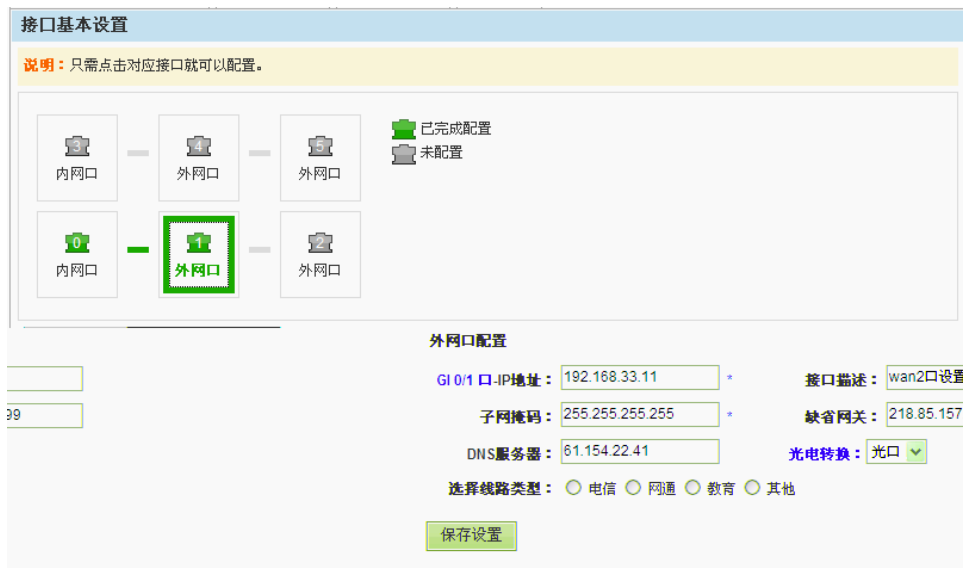 接口基本设置
说明：只需点击对应接口就可以配置。
3 4 5 已完成配置
未配置
内网口 外网口 外网口
0 1 2
内网口 外网口 外网口
外网口配置
GI 0/1 口-IP地址： 192.168.33.11 * 接口描述： wan2口设置
99 子网掩码： 255.255.255.255 * 缺省网关： 218.85.157
DNS服务器： 61.154.22.41 光电转换： 光口
选择线路类型： 电信 网通 教育 其他
保存设置